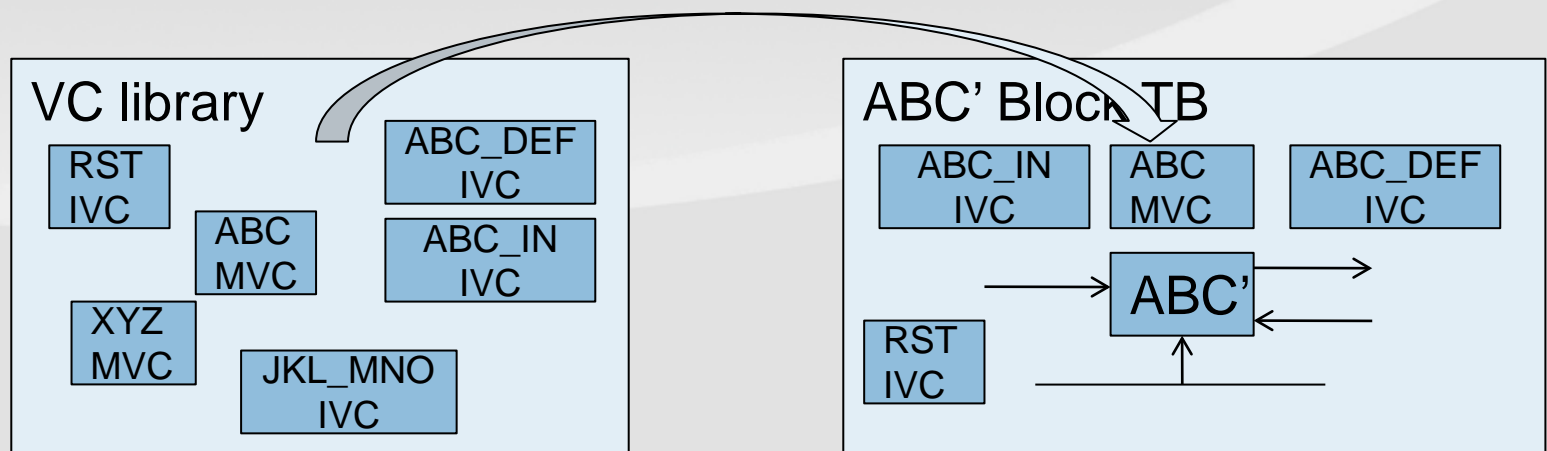 VC library
RST
IVC
ABC_DEF
IVC
ABC
MVC
ABC_IN
IVC
XYZ
MVC
JKL_MNO
IVC
ABC’ Block TB
ABC_IN
IVC
ABC
MVC
ABC_DEF
IVC
ABC’
RST
IVC